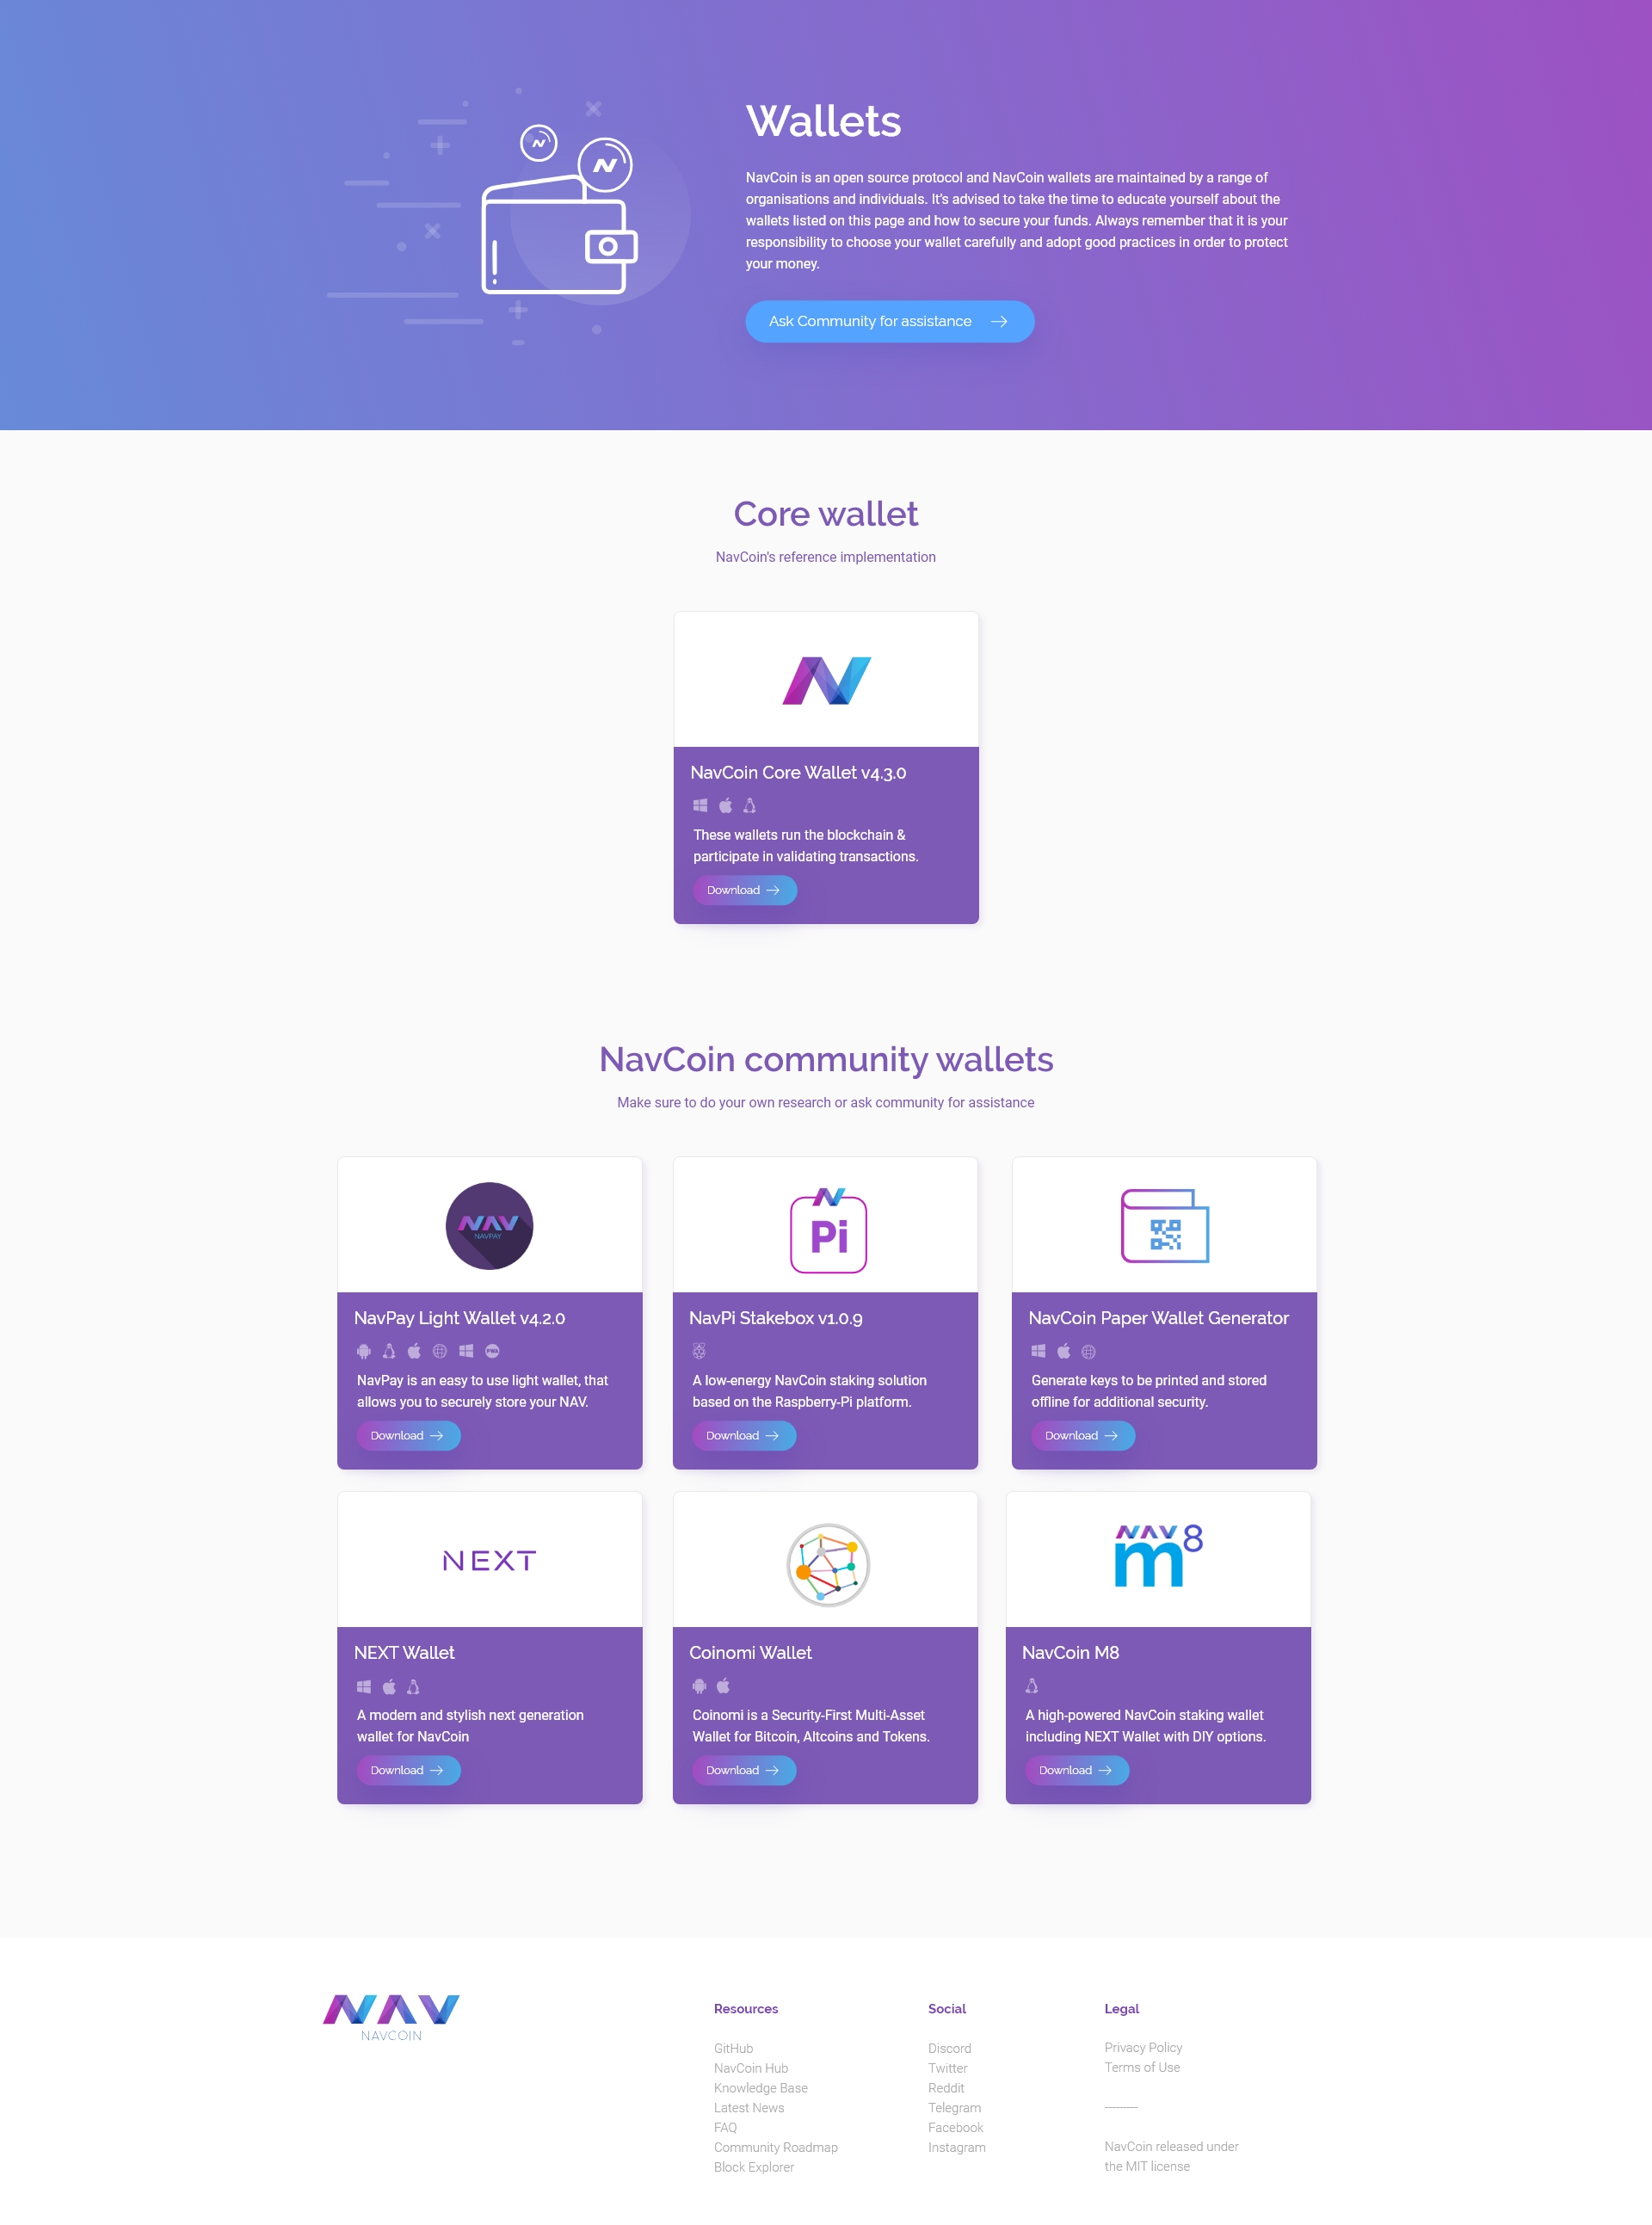 Wallets
NavCoin is an open source protocol and NavCoin wallets are maintained by a range of
organisations and individuals. It's advised to take the time to educate yourself about the
wallets listed on this page and how to secure your funds. Always remember that it is your
responsibility to choose your wallet carefully and adopt good practices in order to protect
your money.
Ask Community for assistance
Core wallet
NavCoin's reference implementation
NavCoin Core Wallet v4.3.0
These wallets run the blockchain &
participate in validating transactions.
Download
NavCoin community wallets
Make sure to do your own research or ask community for assistance
NAV
NAVPAY
NavPay Light Wallet v4.2.0
NavPay is an easy to use light wallet, that
allows you to securely store your NAV.
Download
Pi
NavPi Stakebox v1.0.9
A low-energy NavCoin staking solution
based on the Raspberry-Pi platform.
Download
NavCoin Paper Wallet Generator
Generate keys to be printed and stored
offline for additional security.
Download
NEXT
NEXT Wallet
A modern and stylish next generation
wallet for NavCoin
Download
Coinomi Wallet
Coinomi is a Security-First Multi-Asset
Wallet for Bitcoin, Altcoins and Tokens.
Download
NAV 8
m
NavCoin M8
A high-powered NavCoin staking wallet
including NEXT Wallet with DIY options.
Download
NAV
NAVCOIN
Resources
GitHub
NavCoin Hub
Knowledge Base
Latest News
FAQ
Community Roadmap
Block Explorer
Social
Discord
Twitter
Reddit
Telegram
Facebook
Instagram
Legal
Privacy Policy
Terms of Use
NavCoin released under
the MIT license